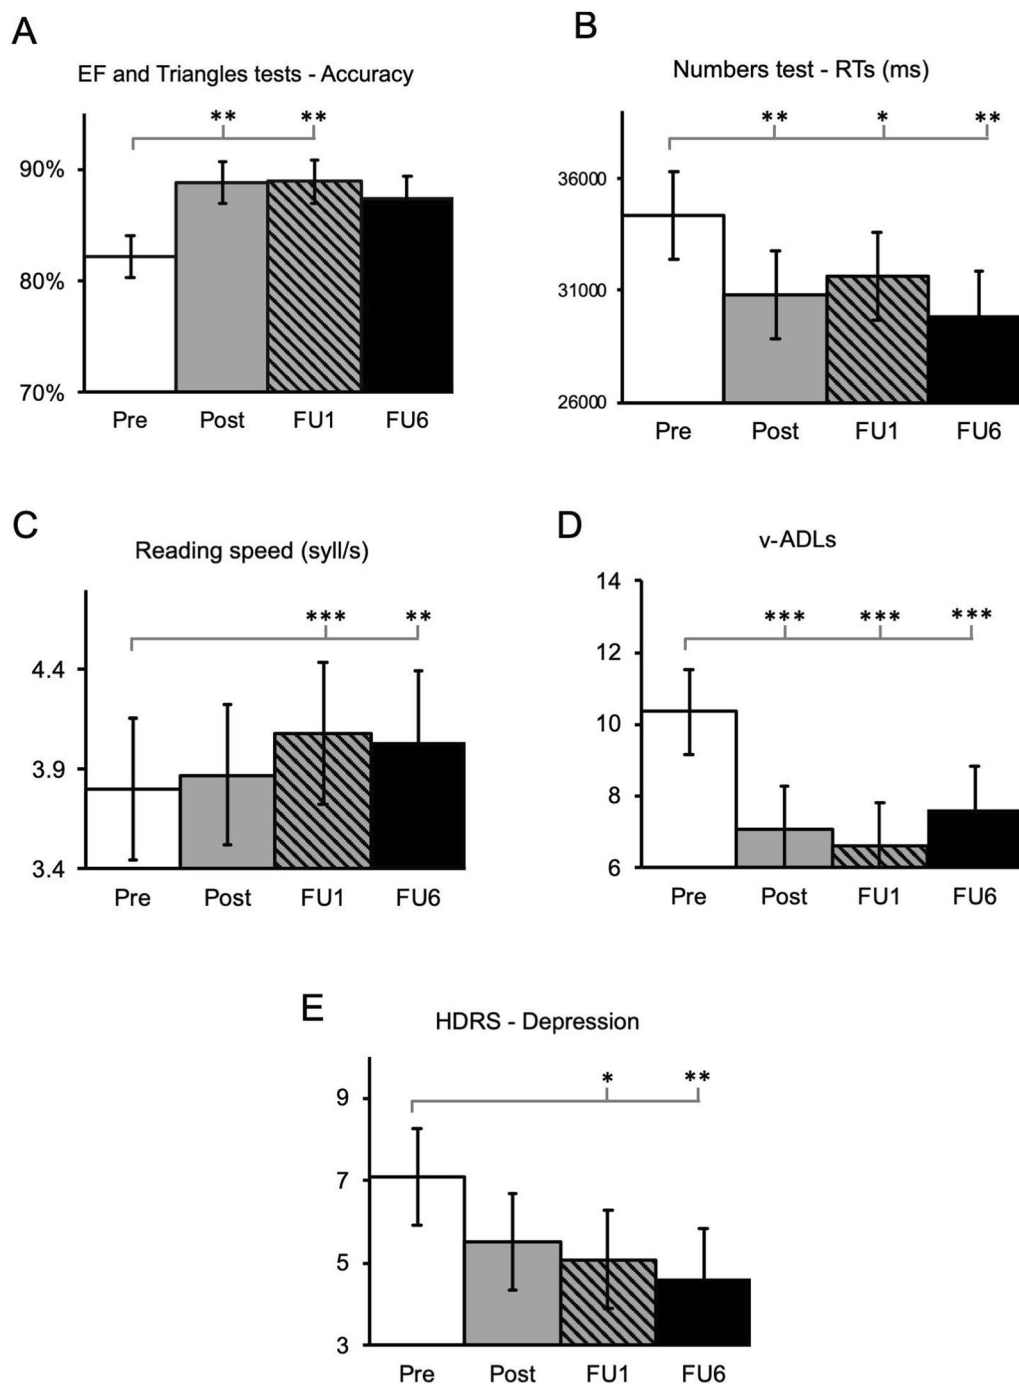 A
EF and Triangles tests - Accuracy
** **
90%
80%
70%
Pre Post FU1 FU6
B
Numbers test - RTs (ms)
** * **
36000
31000
26000
Pre Post FU1 FU6
C
Reading speed (syll/s)
*** **
4.4
3.9
3.4
Pre Post FU1 FU6
D
v-ADLs
14
*** *** ***
12
10
8
6
Pre Post FU1 FU6
E
HDRS - Depression
* **
9
7
5
3
Pre Post FU1 FU6